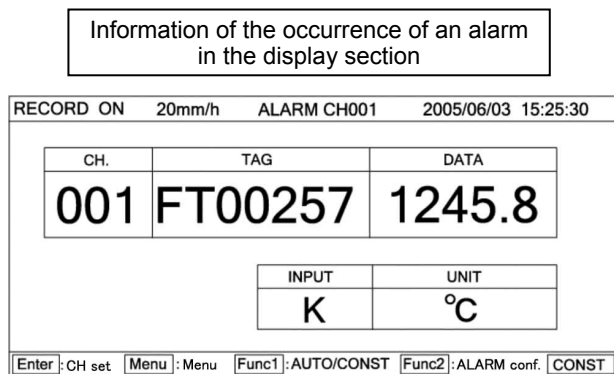 Information of the occurrence of an alarm
in the display section
RECORD ON 20mm/h ALARM CH001 2005/06/03 15:25:30
CH. TAG DATA
001 FT00257 1245.8
INPUT UNIT
K °C
Enter : CH set Menu : Menu Func1 : AUTO/CONST Func2 : ALARM conf. CONST